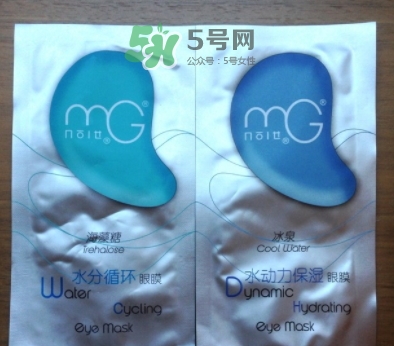 5号网
公众号：5号女性
mG®
mG®
海藻糖
Trehalose
水分循环 眼膜
Water
Cycling
Eye Mask
冰泉
Cool Water
水动力保湿 眼膜
Dynamic
Hydrating
Eye Mask